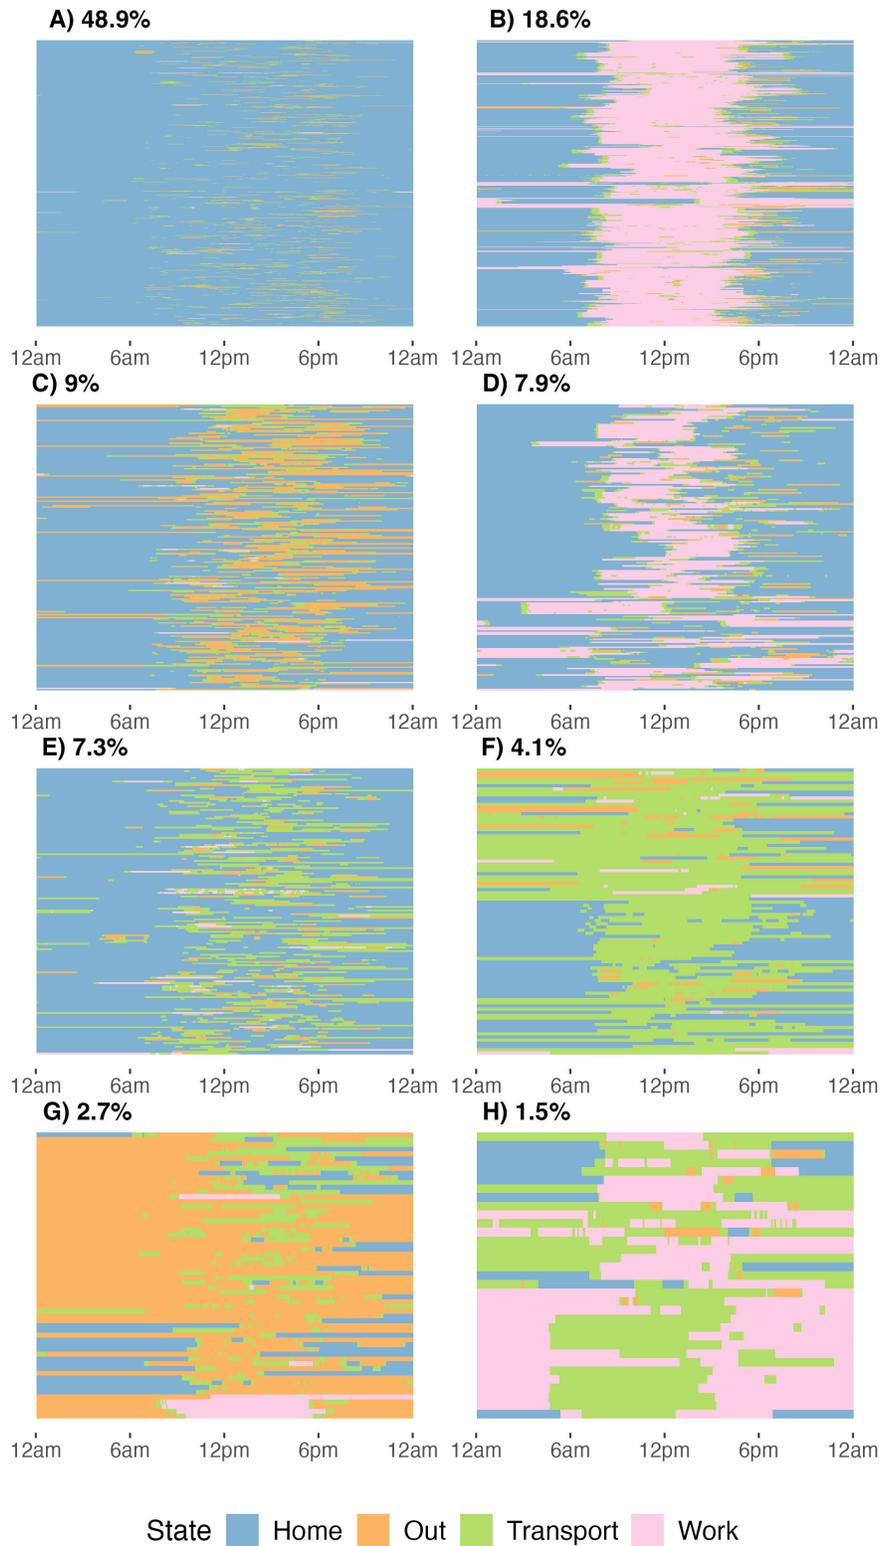 A) 48.9% B) 18.6%
12am 6am 12pm 6pm 12am 12am 6am 12pm 6pm 12am
C) 9% D) 7.9%
12am 6am 12pm 6pm 12am 12am 6am 12pm 6pm 12am
E) 7.3% F) 4.1%
12am 6am 12pm 6pm 12am 12am 6am 12pm 6pm 12am
G) 2.7% H) 1.5%
12am 6am 12pm 6pm 12am 12am 6am 12pm 6pm 12am
State Home Out Transport Work